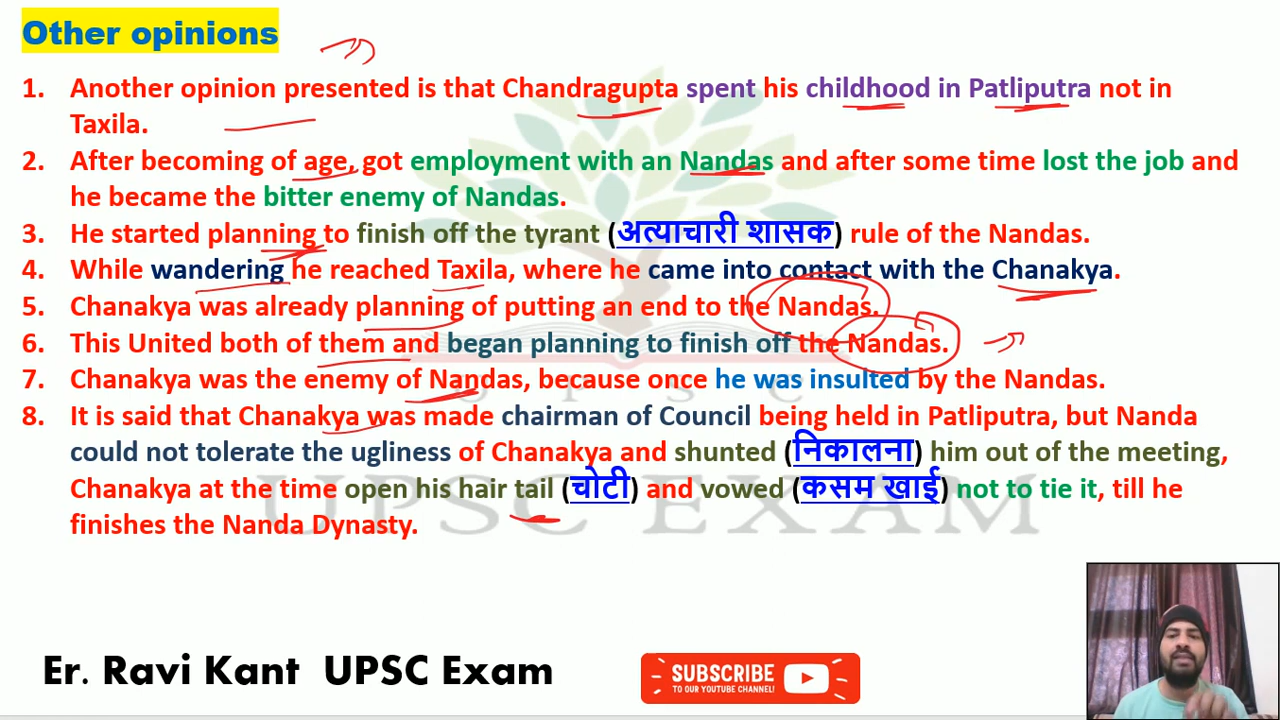 Other opinions
1. Another opinion presented is that Chandragupta spent his childhood in Patliputra not in
Taxila.
2. After becoming of age, got employment with an Nandas and after some time lost the job and
he became the bitter enemy of Nandas.
3. He started planning to finish off the tyrant (अत्याचारी शासक) rule of the Nandas.
4. While wandering he reached Taxila, where he came into contact with the Chanakya.
5. Chanakya was already planning of putting an end to the Nandas.
6. This United both of them and began planning to finish off the Nandas.
7. Chanakya was the enemy of Nandas, because once he was insulted by the Nandas.
8. It is said that Chanakya was made chairman of Council being held in Patliputra, but Nanda
could not tolerate the ugliness of Chanakya and shunted (निकालना) him out of the meeting,
Chanakya at the time open his hair tail (चोटी) and vowed (कसम खाई) not to tie it, till he
finishes the Nanda Dynasty.
UPSC
UPSC EXAM
Er. Ravi Kant UPSC Exam
SUBSCRIBE
TO OUR YOUTUBE CHANNEL!